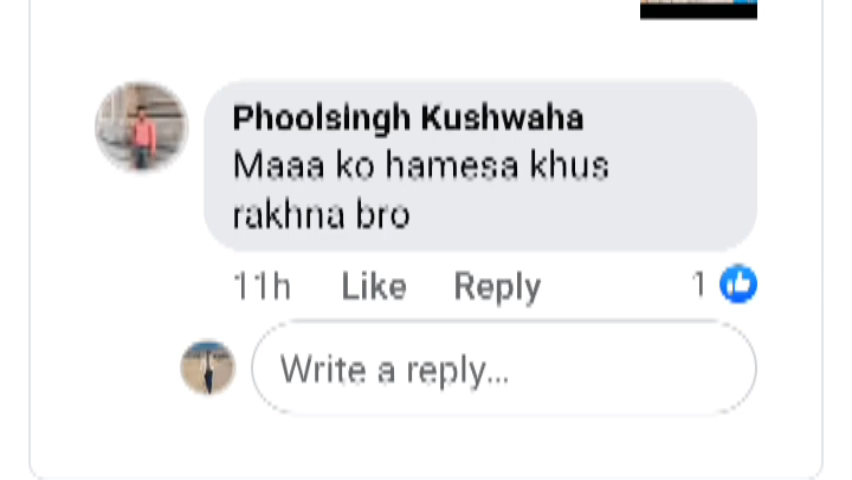 Phoolsingh Kushwaha
Maaa ko hamesa khus
rakhna bro
11h Like Reply 1
Write a reply...